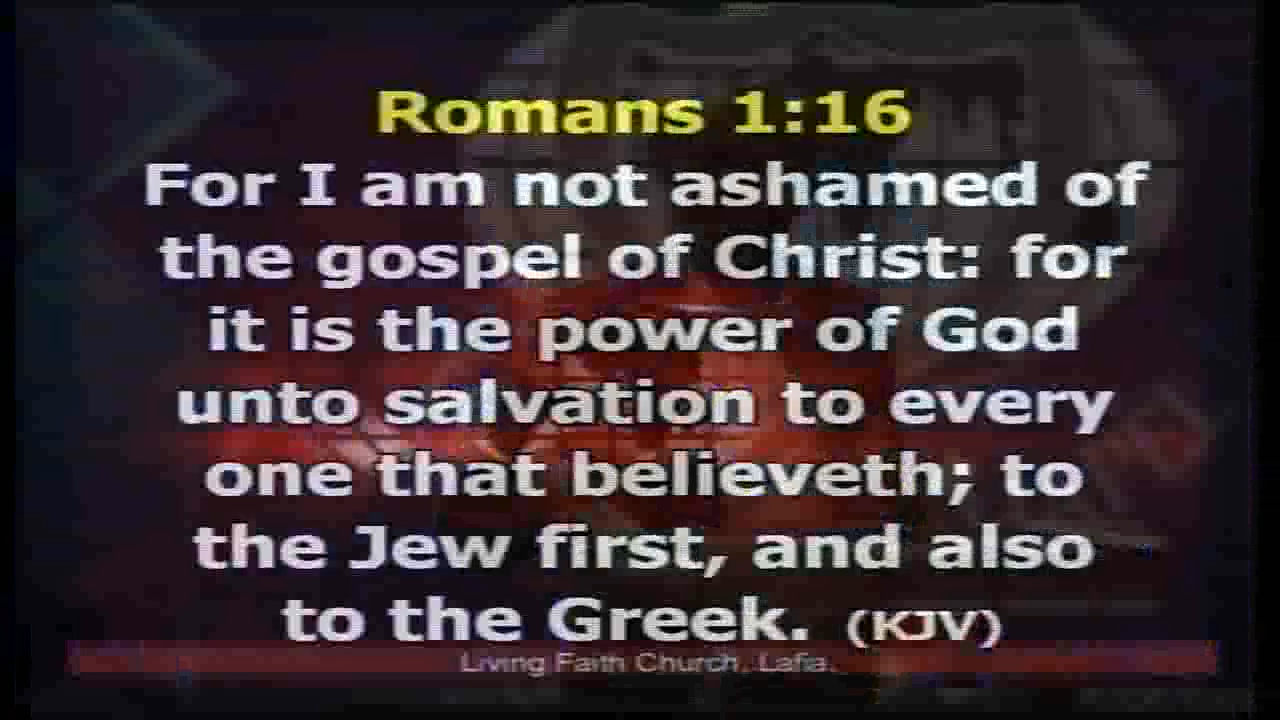 Romans 1:16
For I am not ashamed of
the gospel of Christ: for
it is the power of God
unto salvation to every
one that believeth; to
the Jew first, and also
to the Greek. (KJV)
Living Faith Church, Lafia.